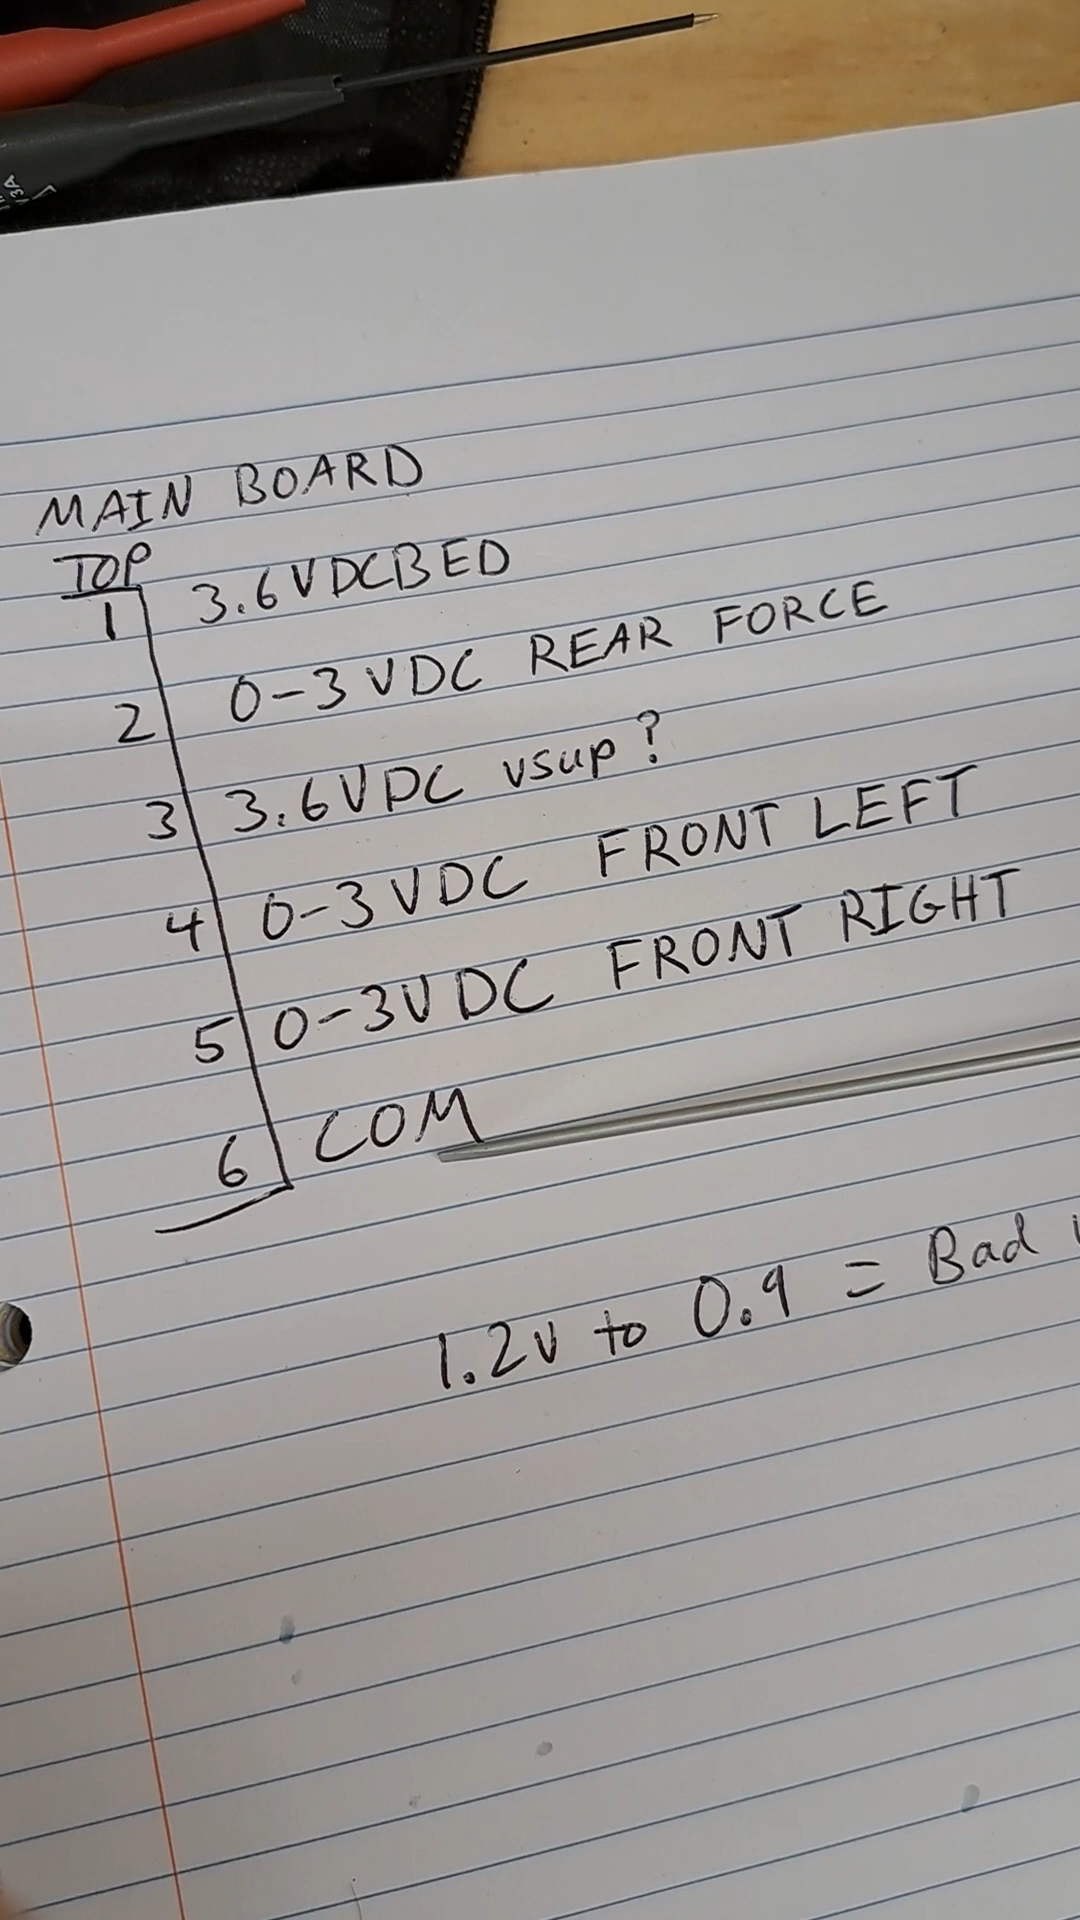 MAIN BOARD
TOP
1 3.6VDCBED
2 0-3VDC REAR FORCE
3 3.6VDC vsup?
4 0-3VDC FRONT LEFT
5 0-3VDC FRONT RIGHT
6 COM
1.2v to 0.9 = Bad